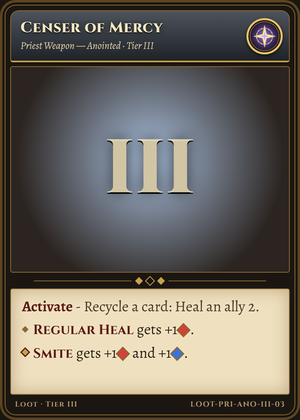 Censer of Mercy
Priest Weapon — Anointed · Tier III
III
Activate - Recycle a card: Heal an ally 2.
Regular Heal gets +1.
Smite gets +1 and +1.
Loot · Tier III
LOOT-PRI-ANO-III-03